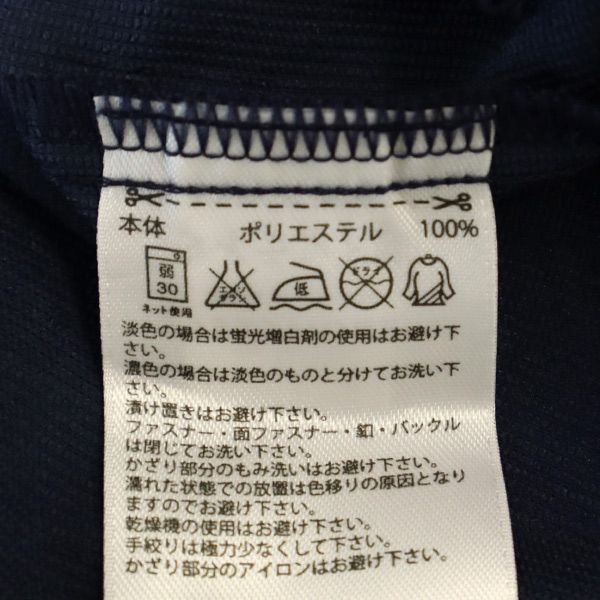 本体 ポリエステル 100%
弱
30
ネット使用
エンソ
サラシ
低
ドライ
淡色の場合は蛍光増白剤の使用はお避け下
さい。
濃色の場合は淡色のものと分けてお洗い下
さい。
漬け置きはお避け下さい。
ファスナー・面ファスナー・釦・バックル
は閉じてお洗い下さい。
かざり部分のもみ洗いはお避け下さい。
濡れた状態での放置は色移りの原因となり
ますのでお避け下さい。
乾燥機の使用はお避け下さい。
手絞りは極力少なくして下さい。
かざり部分のアイロンはお避け下さい。